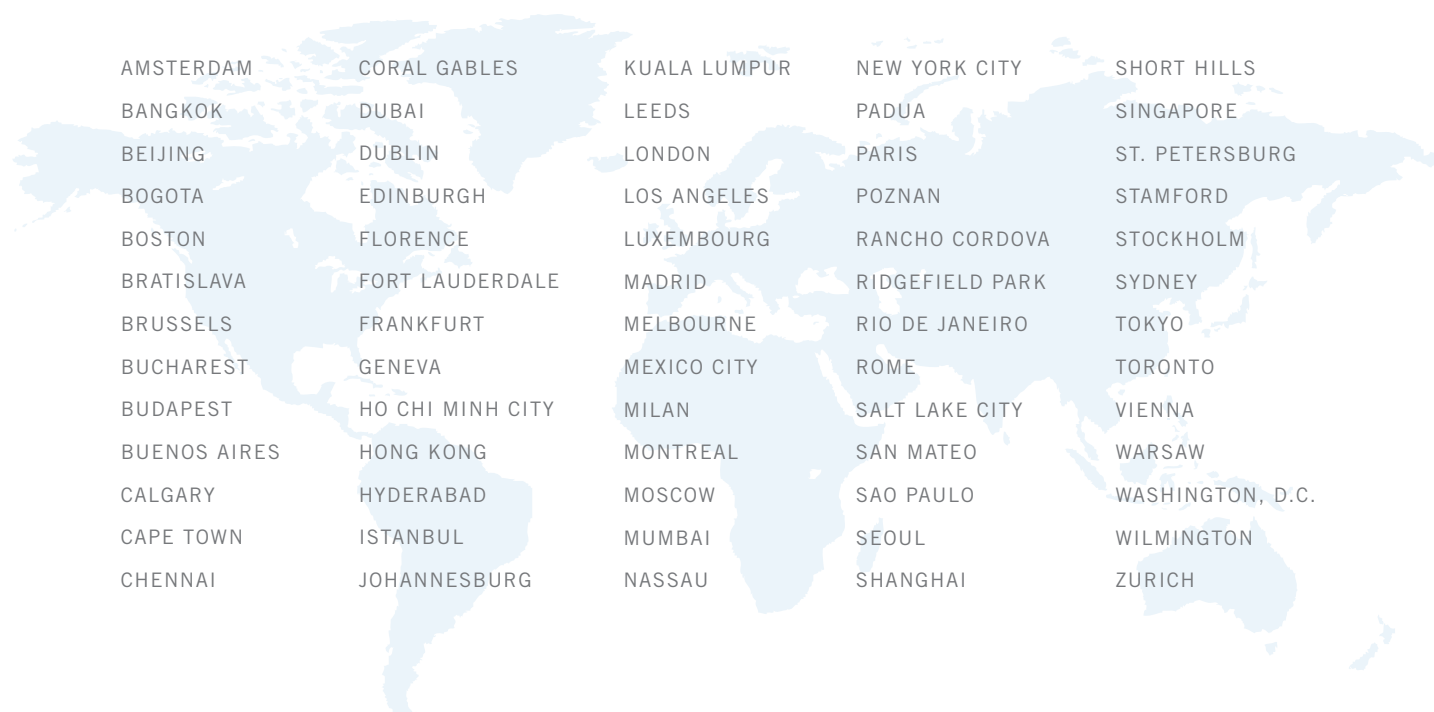 AMSTERDAM
BANGKOK
BEIJING
BOGOTA
BOSTON
BRATISLAVA
BRUSSELS
BUCHAREST
BUDAPEST
BUENOS AIRES
CALGARY
CAPE TOWN
CHENNAI
CORAL GABLES
DUBAI
DUBLIN
EDINBURGH
FLORENCE
FORT LAUDERDALE
FRANKFURT
GENEVA
HO CHI MINH CITY
HONG KONG
HYDERABAD
ISTANBUL
JOHANNESBURG
KUALA LUMPUR
LEEDS
LONDON
LOS ANGELES
LUXEMBOURG
MADRID
MELBOURNE
MEXICO CITY
MILAN
MONTREAL
MOSCOW
MUMBAI
NASSAU
NEW YORK CITY
PADUA
PARIS
POZNAN
RANCHO CORDOVA
RIDGEFIELD PARK
RIO DE JANEIRO
ROME
SALT LAKE CITY
SAN MATEO
SAO PAULO
SEOUL
SHANGHAI
SHORT HILLS
SINGAPORE
ST. PETERSBURG
STAMFORD
STOCKHOLM
SYDNEY
TOKYO
TORONTO
VIENNA
WARSAW
WASHINGTON, D.C.
WILMINGTON
ZURICH